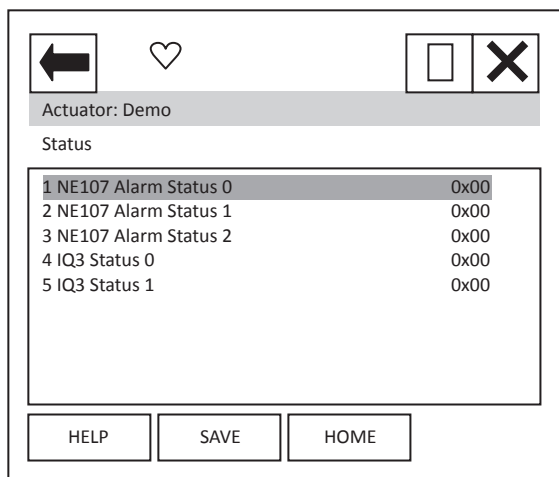 Actuator: Demo
Status
1 NE107 Alarm Status 0 0x00
2 NE107 Alarm Status 1 0x00
3 NE107 Alarm Status 2 0x00
4 IQ3 Status 0 0x00
5 IQ3 Status 1 0x00
HELP SAVE HOME